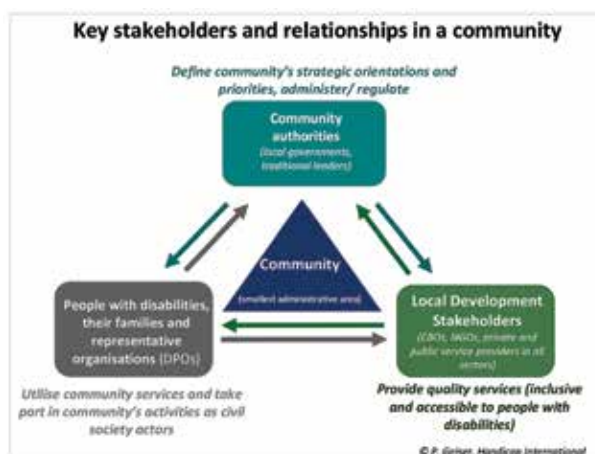 Key stakeholders and relationships in a community
Define community's strategic orientations and
priorities, administer/ regulate
Community
authorities
(local governments,
traditional leaders)
Community
(smallest administrative area)
People with disabilities,
their families and
representative
organisations (DPOs)
Local Development
Stakeholders
(CBOs, NGOs, private and
public service providers in all
sectors)
Utilise community services and take
part in community's activities as civil
society actors
Provide quality services (inclusive
and accessible to people with
disabilities)
© P. Geiser, Handicap International